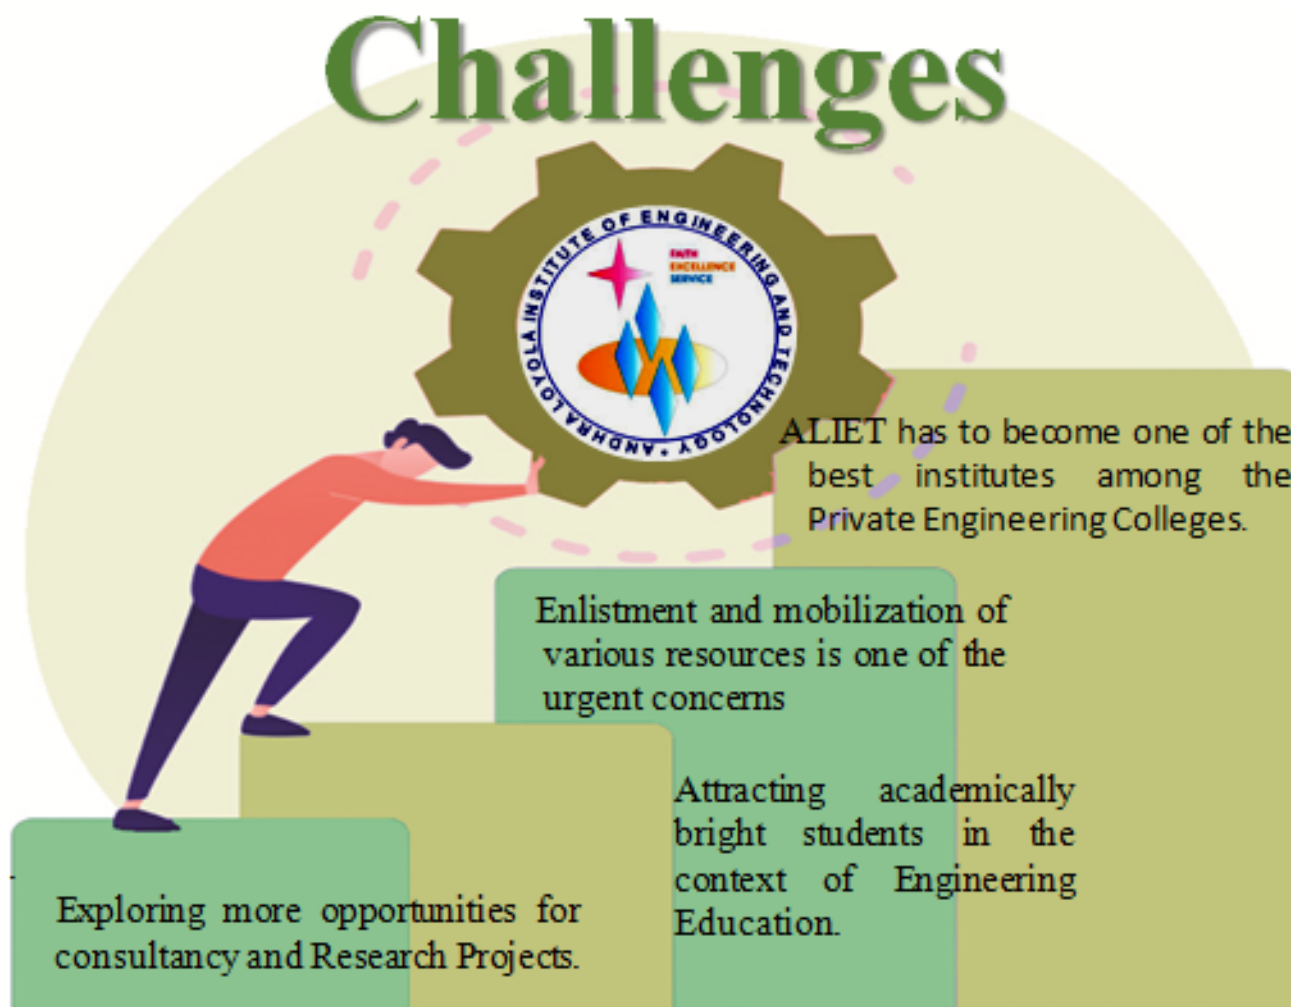 Challenges
ANDHRA LOYOLA INSTITUTE OF ENGINEERING AND TECHNOLOGY
FAITH
EXCELLENCE
SERVICE
ALIET has to become one of the
best institutes among the
Private Engineering Colleges.
Enlistment and mobilization of
various resources is one of the
urgent concerns
Attracting academically
bright students in the
context of Engineering
Education.
Exploring more opportunities for
consultancy and Research Projects.